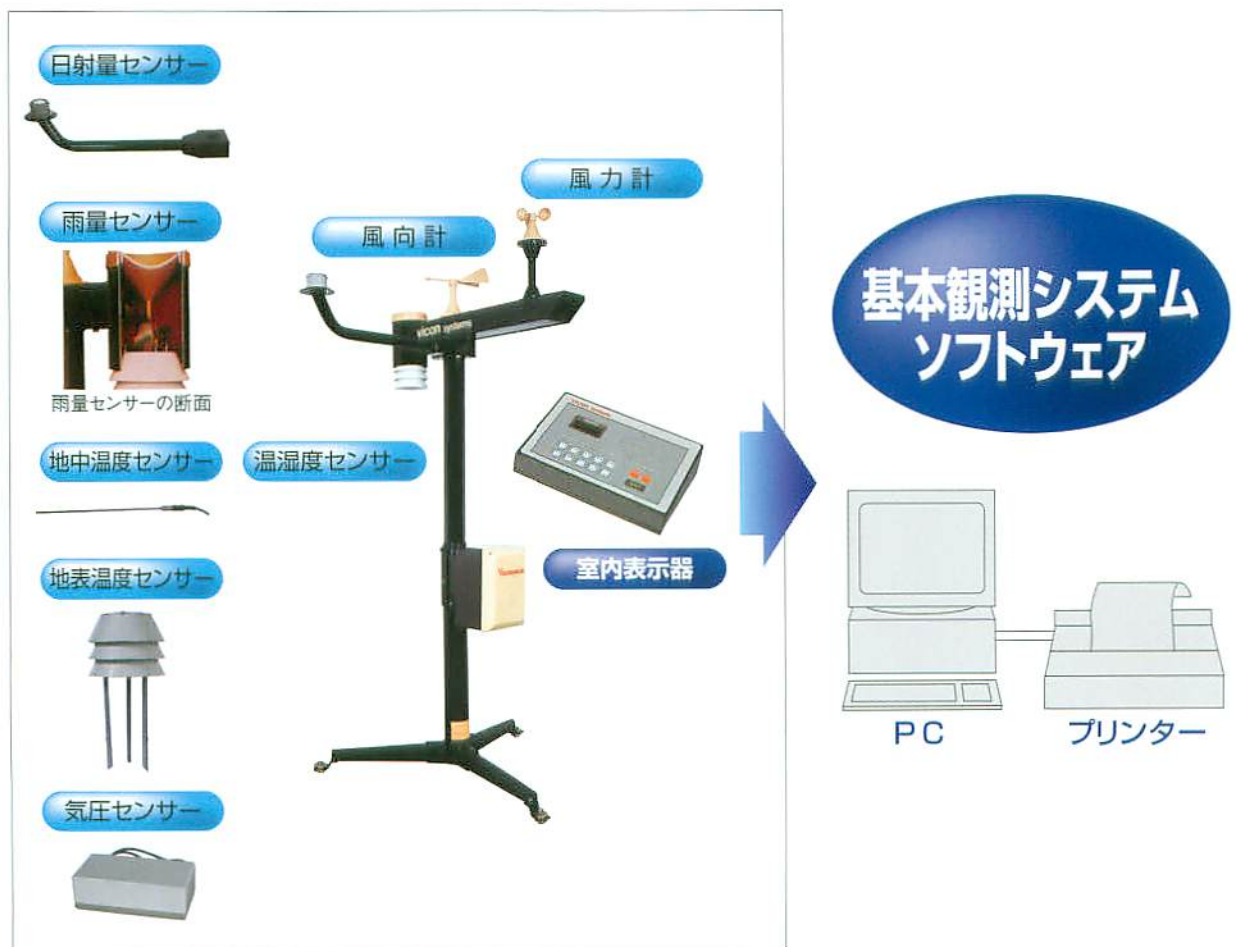 日射量センサー
雨量センサー
雨量センサーの断面
地中温度センサー
地表温度センサー
気圧センサー
風力計
風向計
vicon systems
温湿度センサー
室内表示器
基本観測システム
ソフトウェア
PC
プリンター